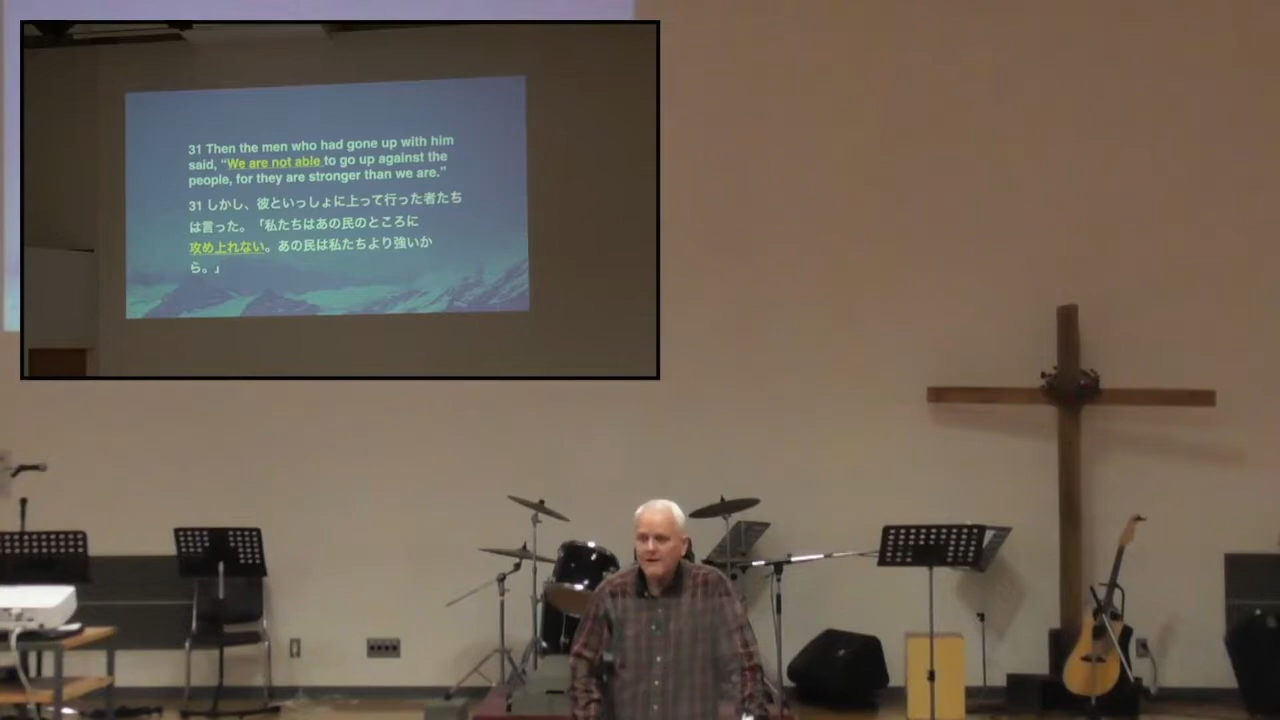 31 Then the men who had gone up with him
said, “We are not able to go up against the
people, for they are stronger than we are.”
31 しかし、彼といっしょに上って行った者たち
は言った。「私たちはあの民のところに
攻め上れない。あの民は私たちより強いか
ら。」